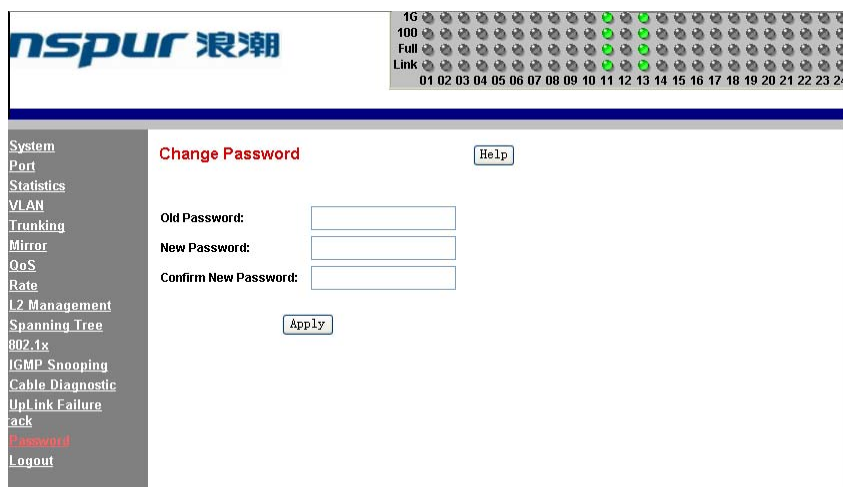 nspur 浪潮
1G
100
Full
Link
01 02 03 04 05 06 07 08 09 10 11 12 13 14 15 16 17 18 19 20 21 22 23 24
System
Port
Statistics
VLAN
Trunking
Mirror
QoS
Rate
L2 Management
Spanning Tree
802.1x
IGMP Snooping
Cable Diagnostic
UpLink Failure
rack
Password
Logout
Change Password
Help
Old Password:
New Password:
Confirm New Password:
Apply